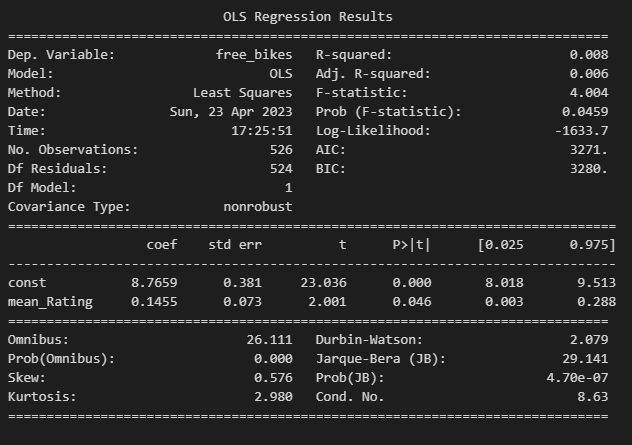 OLS Regression Results
==============================================================================
Dep. Variable:             free_bikes   R-squared:                       0.008
Model:                            OLS   Adj. R-squared:                  0.006
Method:                 Least Squares   F-statistic:                     4.004
Date:                Sun, 23 Apr 2023   Prob (F-statistic):             0.0459
Time:                        17:25:51   Log-Likelihood:                -1633.7
No. Observations:                 526   AIC:                             3271.
Df Residuals:                     524   BIC:                             3280.
Df Model:                           1
Covariance Type:            nonrobust
===============================================================================
                  coef    std err          t      P>|t|      [0.025      0.975]
-------------------------------------------------------------------------------
const           8.7659      0.381     23.036      0.000       8.018       9.513
mean_Rating     0.1455      0.073      2.001      0.046       0.003       0.288
==============================================================================
Omnibus:                       26.111   Durbin-Watson:                   2.079
Prob(Omnibus):                  0.000   Jarque-Bera (JB):               29.141
Skew:                           0.576   Prob(JB):                     4.70e-07
Kurtosis:                       2.980   Cond. No.                         8.63
==============================================================================